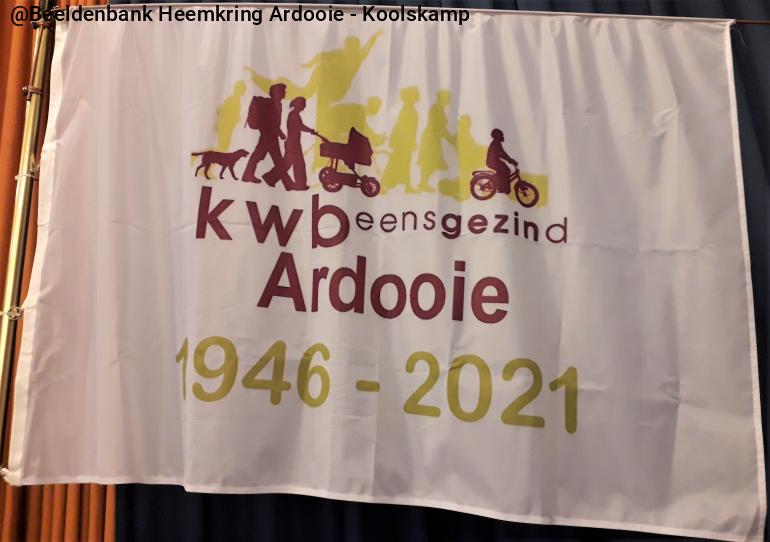 @Beeldenbank Heemkring Ardooie - Koolskamp
kwbeensgezind
Ardooie
1946 - 2021